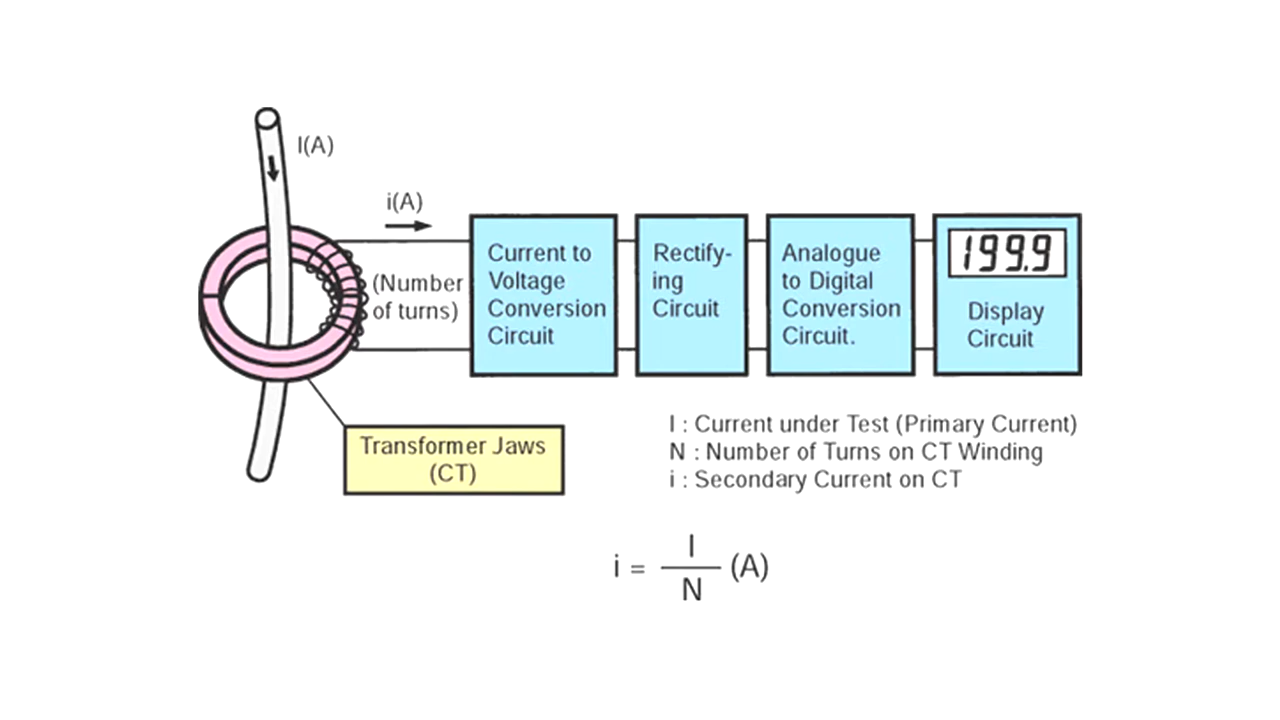 I(A)
i(A)
(Number
of turns)
Current to
Voltage
Conversion
Circuit
Rectify-
ing
Circuit
Analogue
to Digital
Conversion
Circuit.
199.9
Display
Circuit
Transformer Jaws
(CT)
I : Current under Test (Primary Current)
N : Number of Turns on CT Winding
i : Secondary Current on CT
i = I/N (A)